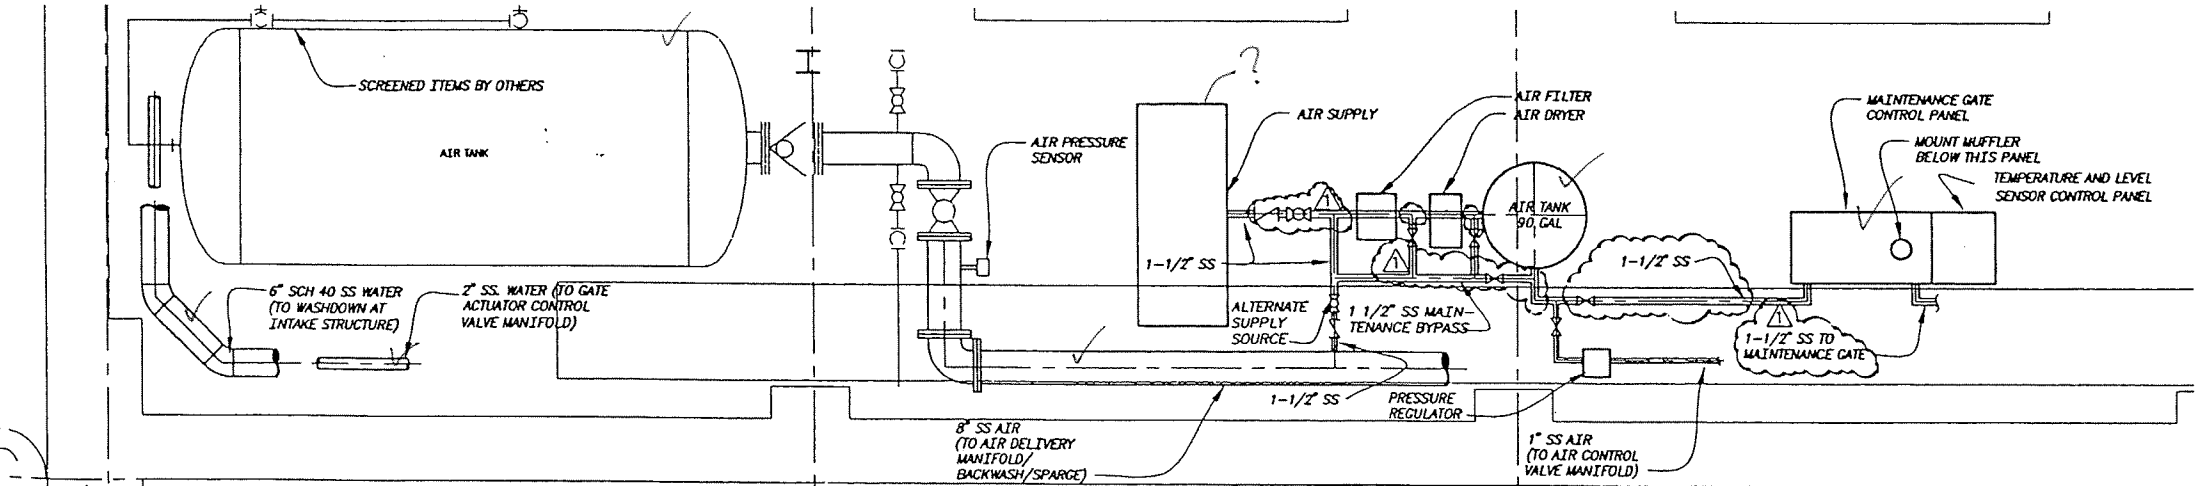 SCREENED ITEMS BY OTHERS
AIR TANK
6" SCH 40 SS WATER
(TO WASHDOWN AT
INTAKE STRUCTURE)
2" SS. WATER (TO GATE
ACTUATOR CONTROL
VALVE MANIFOLD)
AIR PRESSURE
SENSOR
8" SS AIR
(TO AIR DELIVERY
MANIFOLD/
BACKWASH/SPARGE)
?
AIR SUPPLY
1-1/2" SS
ALTERNATE
SUPPLY
SOURCE
1-1/2" SS
1
1
1 1/2" SS MAIN-
TENANCE BYPASS
AIR FILTER
AIR DRYER
AIR TANK
90 GAL
PRESSURE
REGULATOR
1" SS AIR
(TO AIR CONTROL
VALVE MANIFOLD)
1-1/2" SS
1
1-1/2" SS TO
MAINTENANCE GATE
MAINTENANCE GATE
CONTROL PANEL
MOUNT MUFFLER
BELOW THIS PANEL
TEMPERATURE AND LEVEL
SENSOR CONTROL PANEL